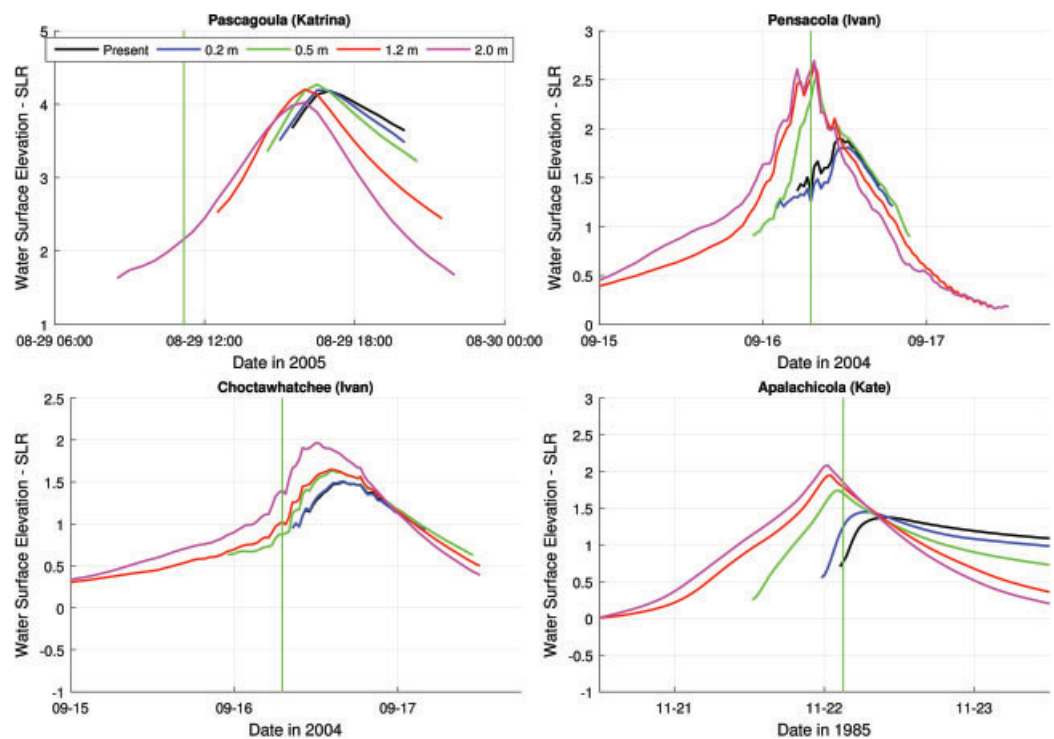 Pascagoula (Katrina)
Present 0.2 m 0.5 m 1.2 m 2.0 m
Water Surface Elevation - SLR
5
4
3
2
1
08-29 06:00 08-29 12:00 08-29 18:00 08-30 00:00
Date in 2005
Pensacola (Ivan)
Water Surface Elevation - SLR
3
2.5
2
1.5
1
0.5
0
09-15 09-16 09-17
Date in 2004
Choctawhatchee (Ivan)
Water Surface Elevation - SLR
2.5
2
1.5
1
0.5
0
-0.5
-1
09-15 09-16 09-17
Date in 2004
Apalachicola (Kate)
Water Surface Elevation - SLR
3
2.5
2
1.5
1
0.5
0
-0.5
-1
11-21 11-22 11-23
Date in 1985